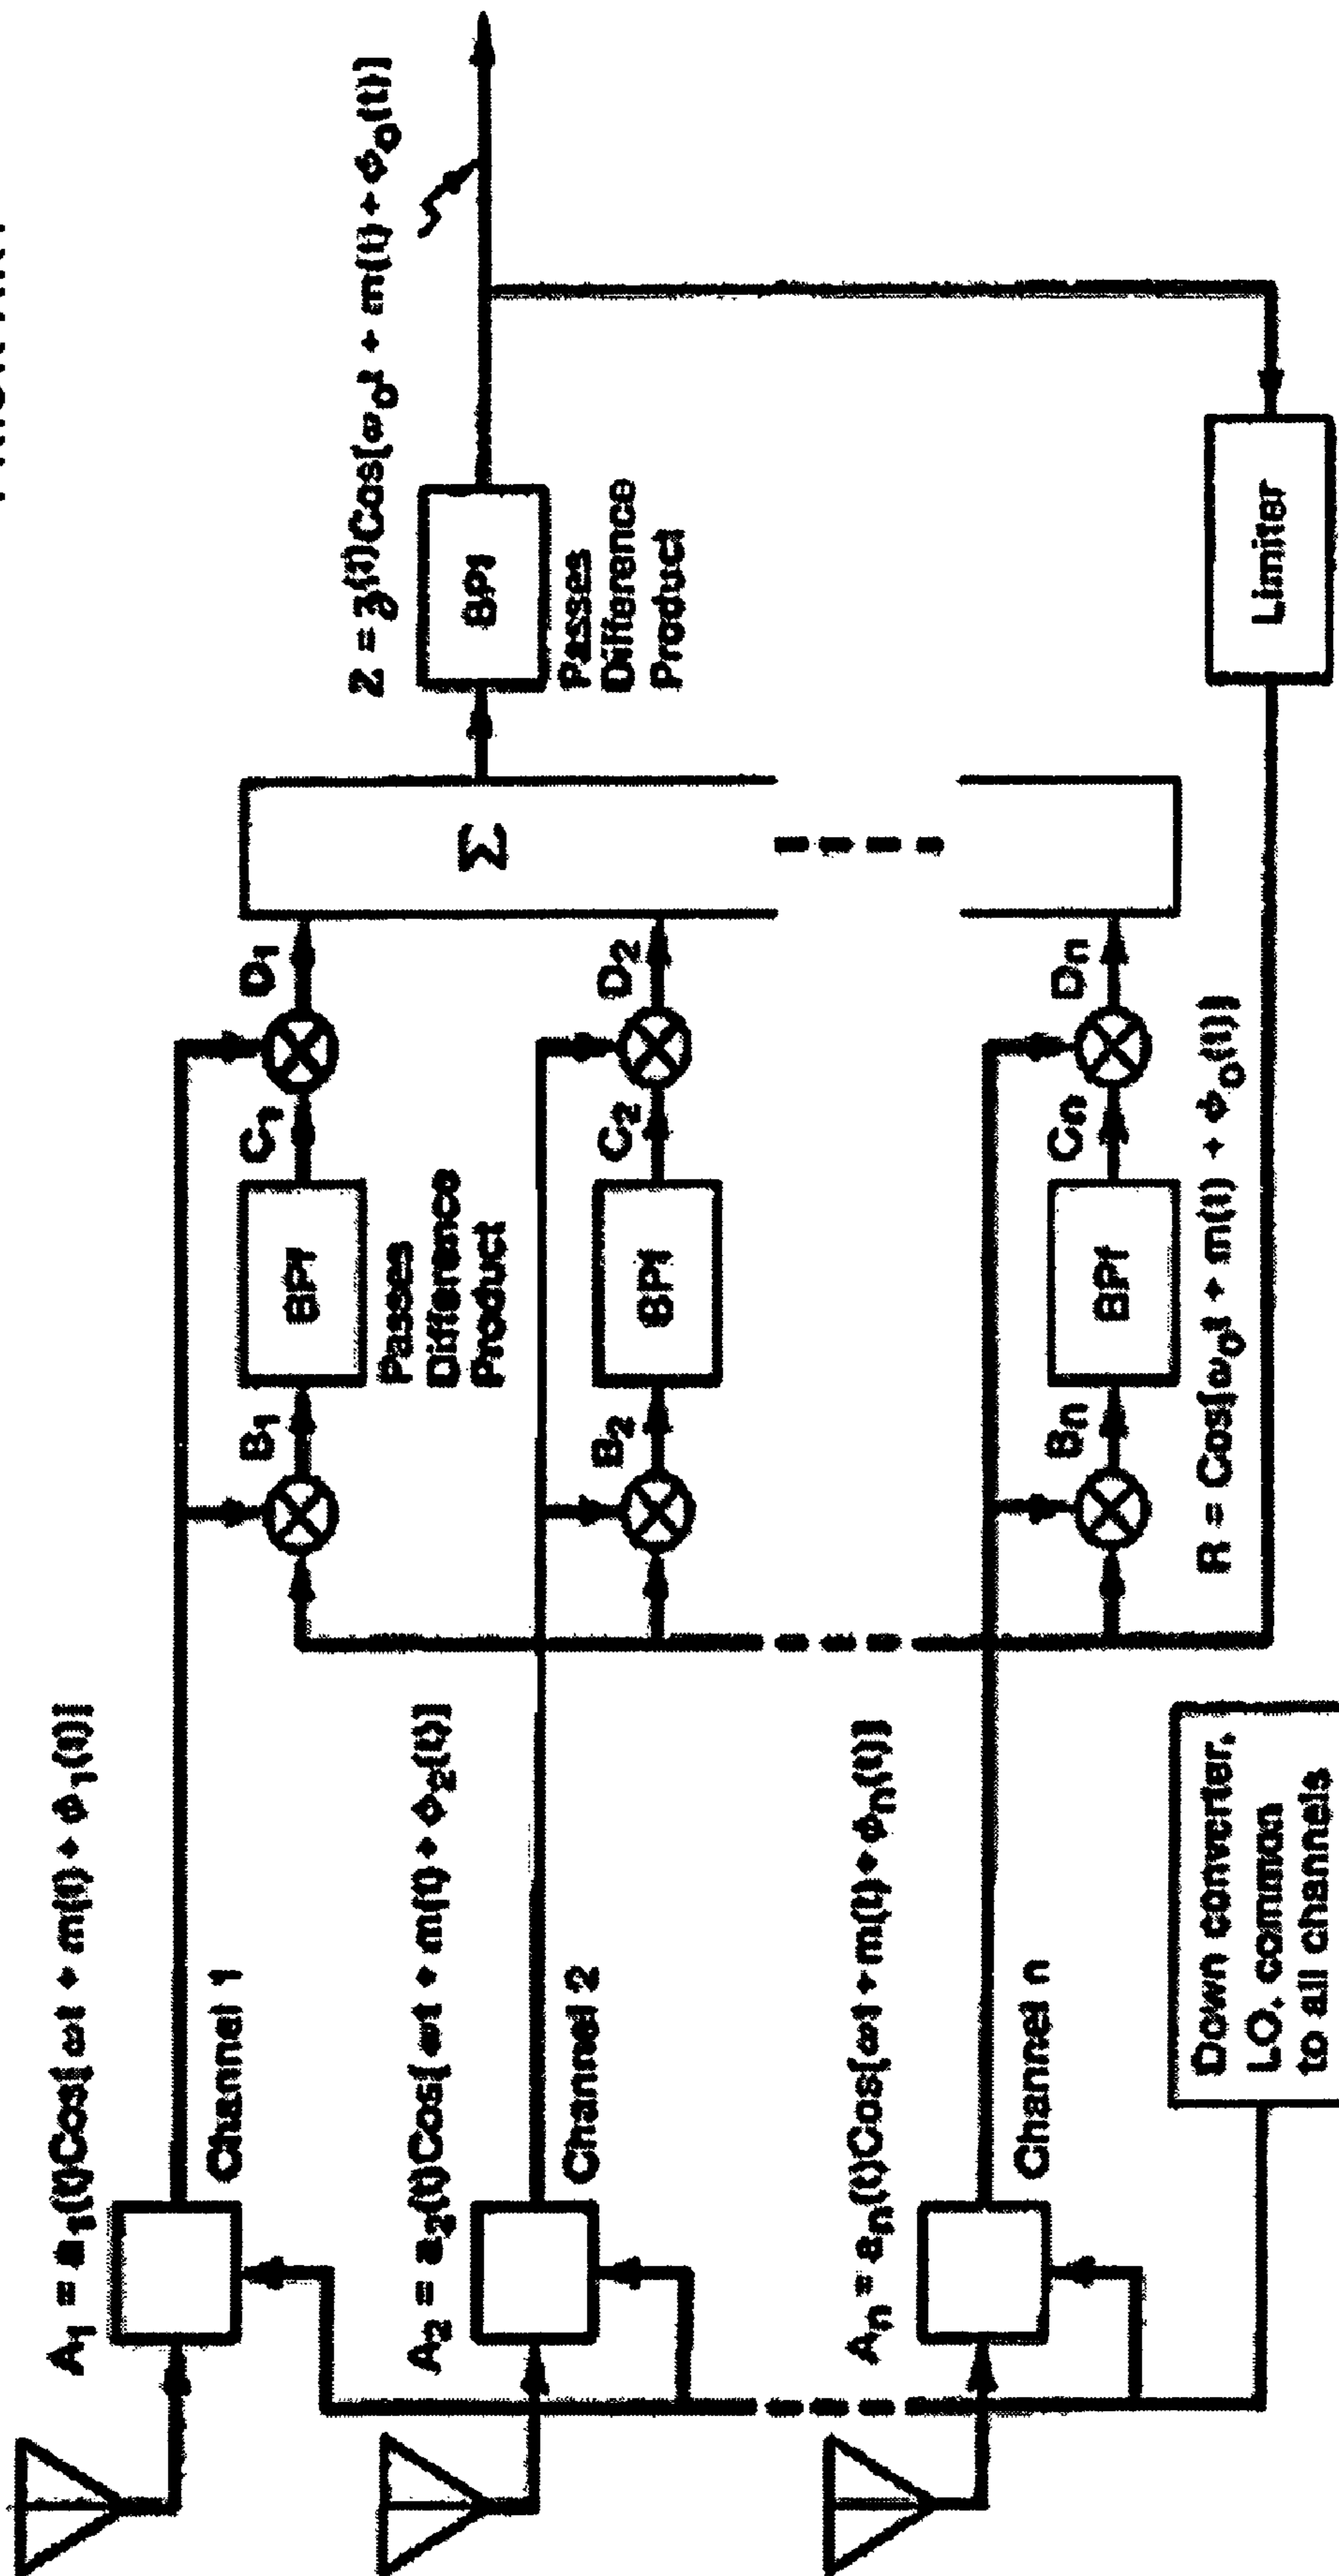 A₁ = a₁(t)Cos[ωt + m(t) + ϕ₁(t)]
Channel 1
B₁
BPf
Passes
Difference
Product
C₁
D₁
A₂ = a₂(t)Cos[ωt + m(t) + ϕ₂(t)]
Channel 2
B₂
BPf
C₂
D₂
Aₙ = aₙ(t)Cos[ωt + m(t) + ϕₙ(t)]
Channel n
Bₙ
BPf
Cₙ
Dₙ
Σ
BPf
Passes
Difference
Product
Z = 𝔷(t)Cos[ω₀t + m(t) + ϕ₀(t)]
R = Cos[ω₀t + m(t) + ϕ₀(t)]
Limiter
Down converter,
L.O. common
to all channels